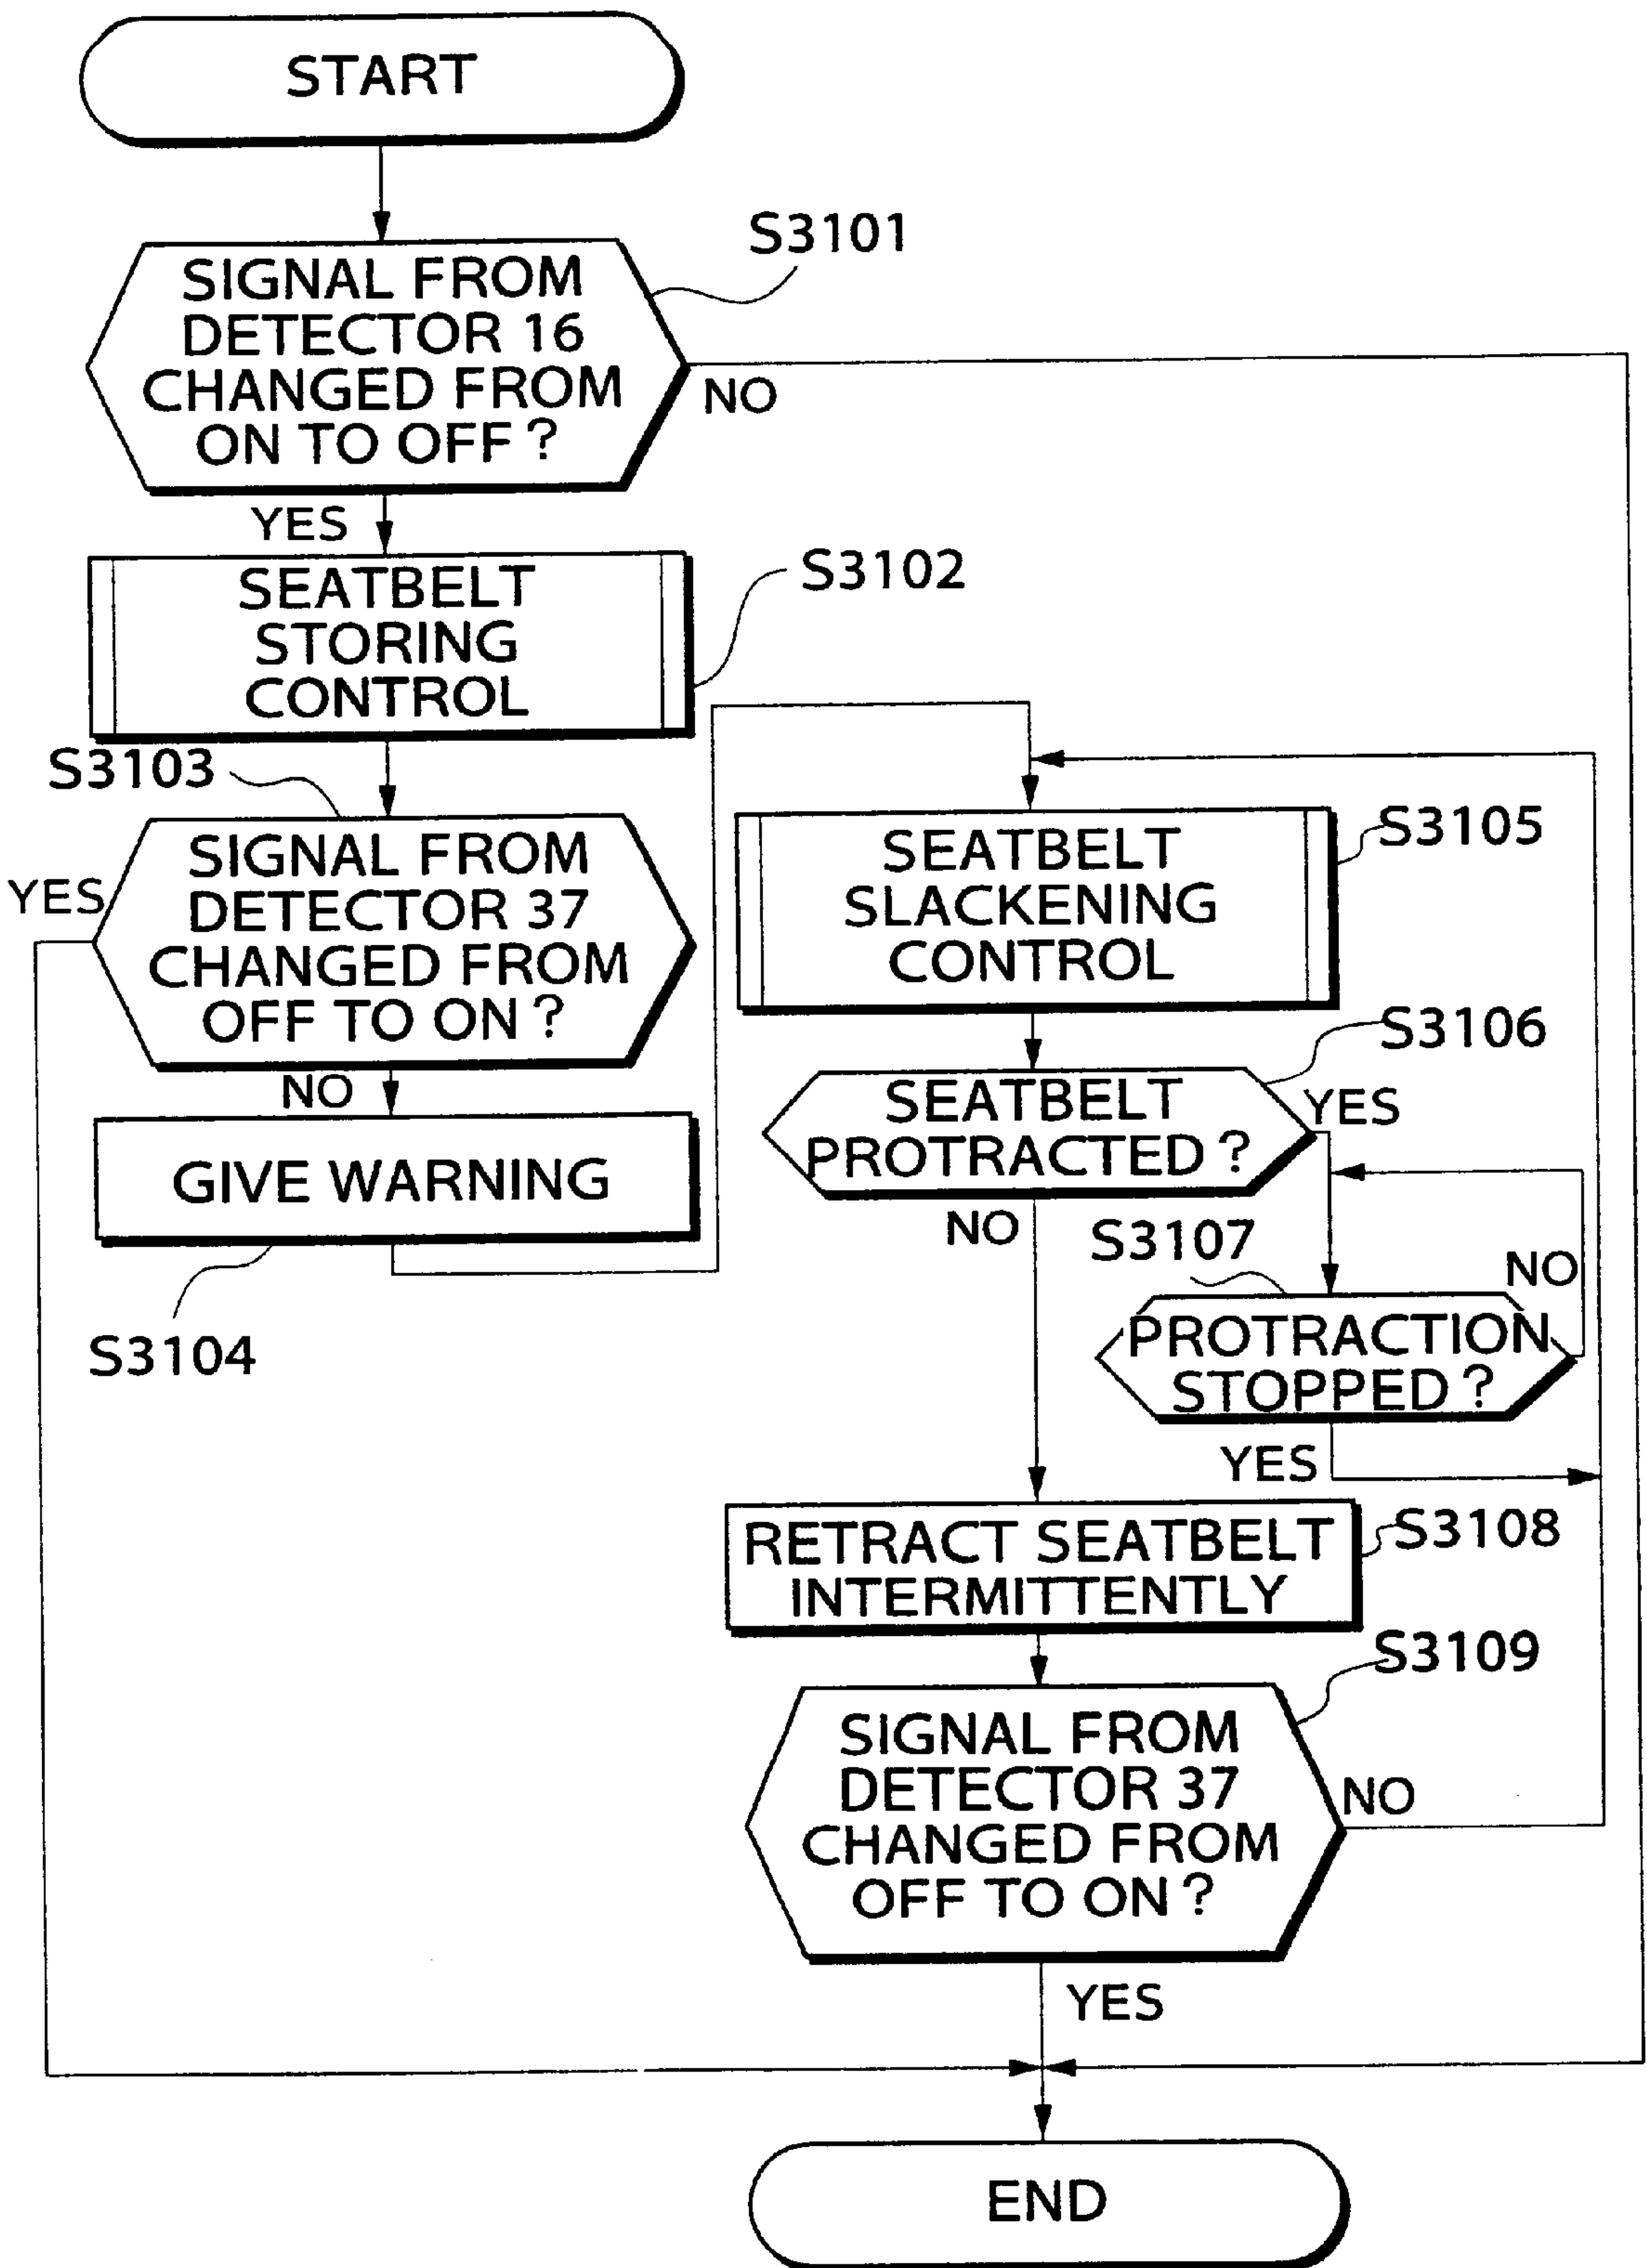 START
S3101
SIGNAL FROM
DETECTOR 16
CHANGED FROM
ON TO OFF ?
NO
YES
S3102
SEATBELT
STORING
CONTROL
S3103
SIGNAL FROM
DETECTOR 37
CHANGED FROM
OFF TO ON ?
YES
NO
GIVE WARNING
S3104
S3105
SEATBELT
SLACKENING
CONTROL
S3106
SEATBELT
PROTRACTED ?
YES
NO
S3107
NO
PROTRACTION
STOPPED ?
YES
RETRACT SEATBELT
INTERMITTENTLY
S3108
S3109
SIGNAL FROM
DETECTOR 37
CHANGED FROM
OFF TO ON ?
NO
YES
END